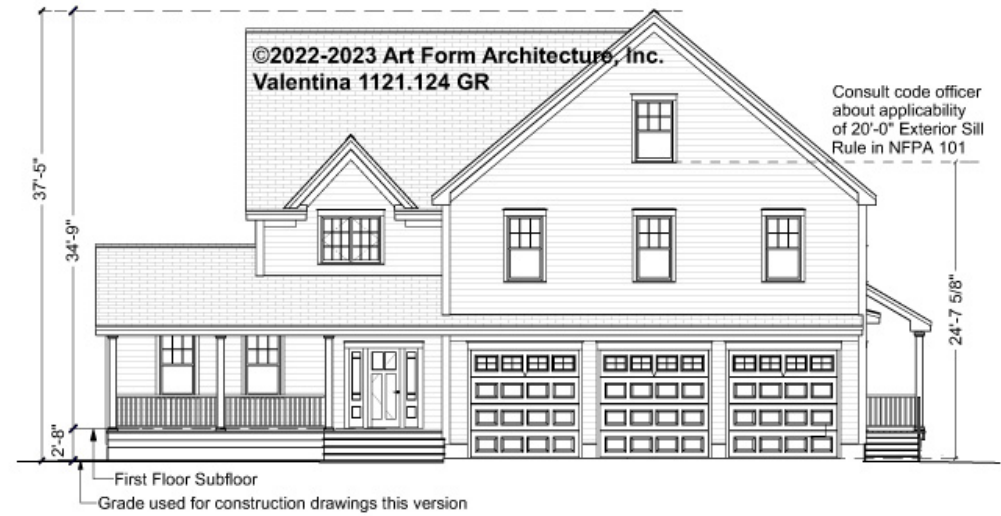 ©2022-2023 Art Form Architecture, Inc.
Valentina 1121.124 GR
Consult code officer
about applicability
of 20'-0" Exterior Sill
Rule in NFPA 101
37'-5"
34'-9"
24'-7 5/8"
2'-8"
First Floor Subfloor
Grade used for construction drawings this version